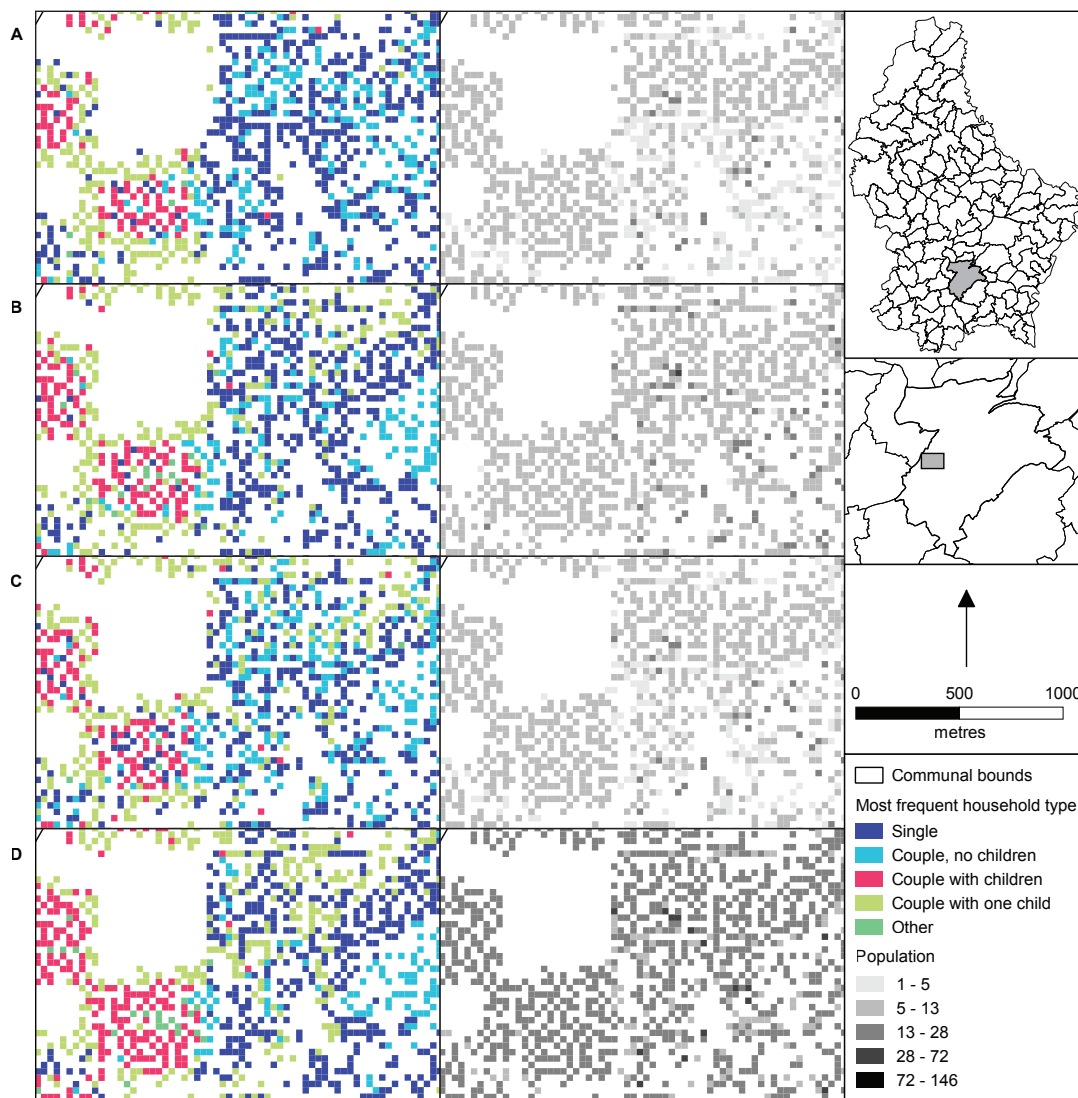 A
B
C
D
0 500 1000
metres
Communal bounds
Most frequent household type
Single
Couple, no children
Couple with children
Couple with one child
Other
Population
1 - 5
5 - 13
13 - 28
28 - 72
72 - 146